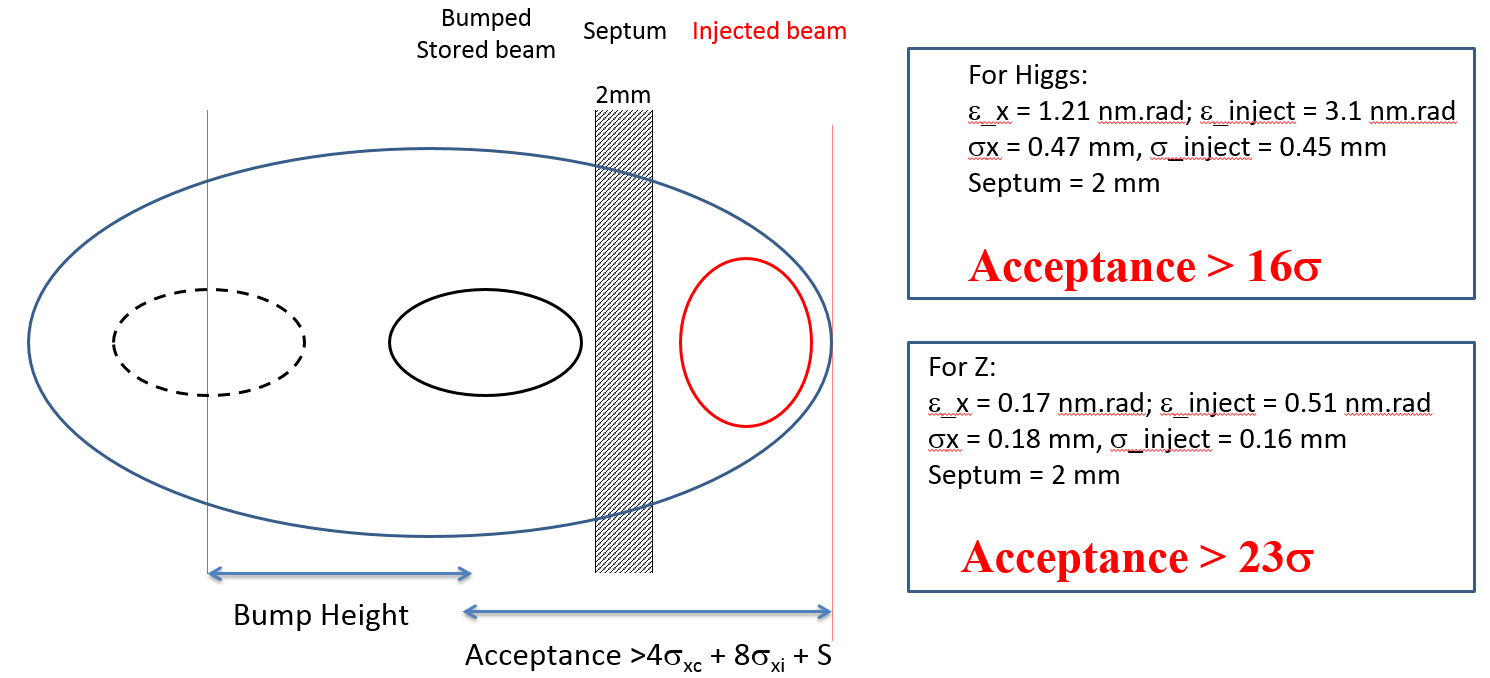 Bumped
Stored beam
Septum
Injected beam
2mm
Bump Height
Acceptance >4σxc + 8σxi + S
For Higgs:
ε_x = 1.21 nm.rad; ε_inject = 3.1 nm.rad
σx = 0.47 mm, σ_inject = 0.45 mm
Septum = 2 mm
Acceptance > 16σ
For Z:
ε_x = 0.17 nm.rad; ε_inject = 0.51 nm.rad
σx = 0.18 mm, σ_inject = 0.16 mm
Septum = 2 mm
Acceptance > 23σ